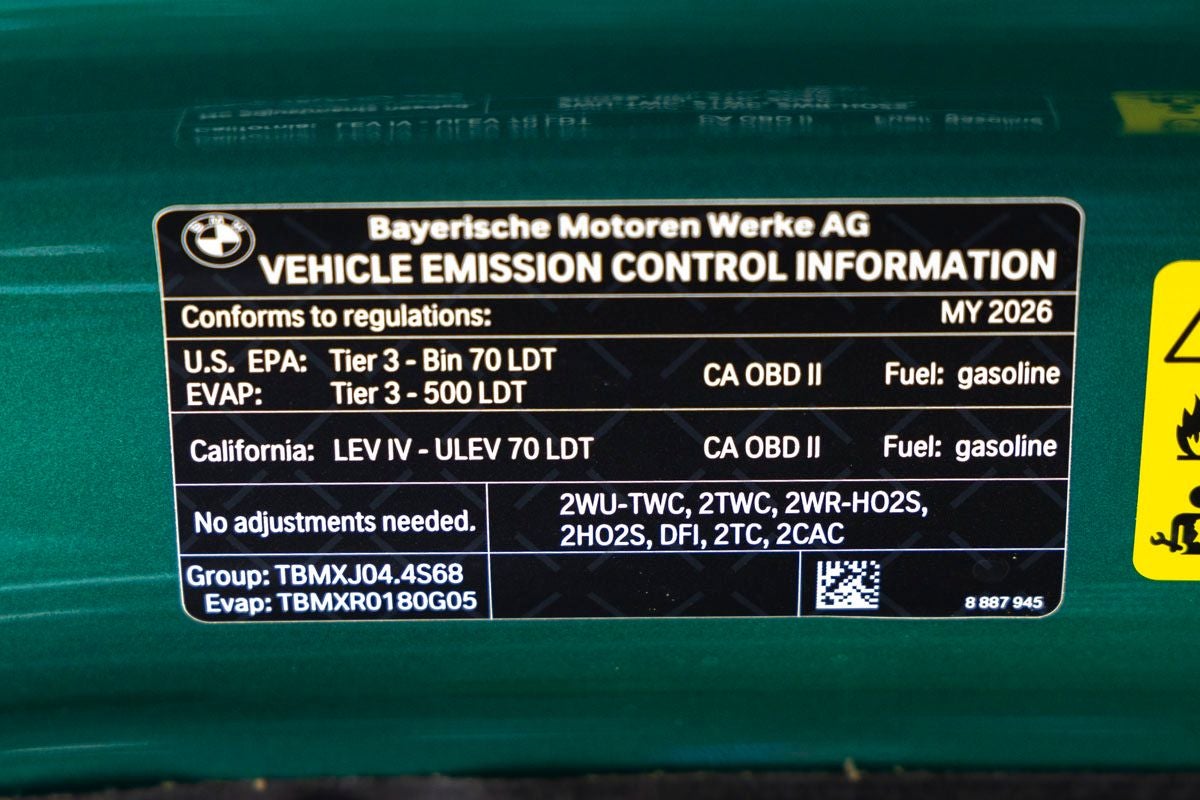 BMW
Bayerische Motoren Werke AG
VEHICLE EMISSION CONTROL INFORMATION
Conforms to regulations: MY 2026
U.S. EPA: Tier 3 - Bin 70 LDT CA OBD II Fuel: gasoline
EVAP: Tier 3 - 500 LDT
California: LEV IV - ULEV 70 LDT CA OBD II Fuel: gasoline
No adjustments needed.
2WU-TWC, 2TWC, 2WR-HO2S,
2HO2S, DFI, 2TC, 2CAC
Group: TBMXJ04.4S68
Evap: TBMXR0180G05
8 887 945